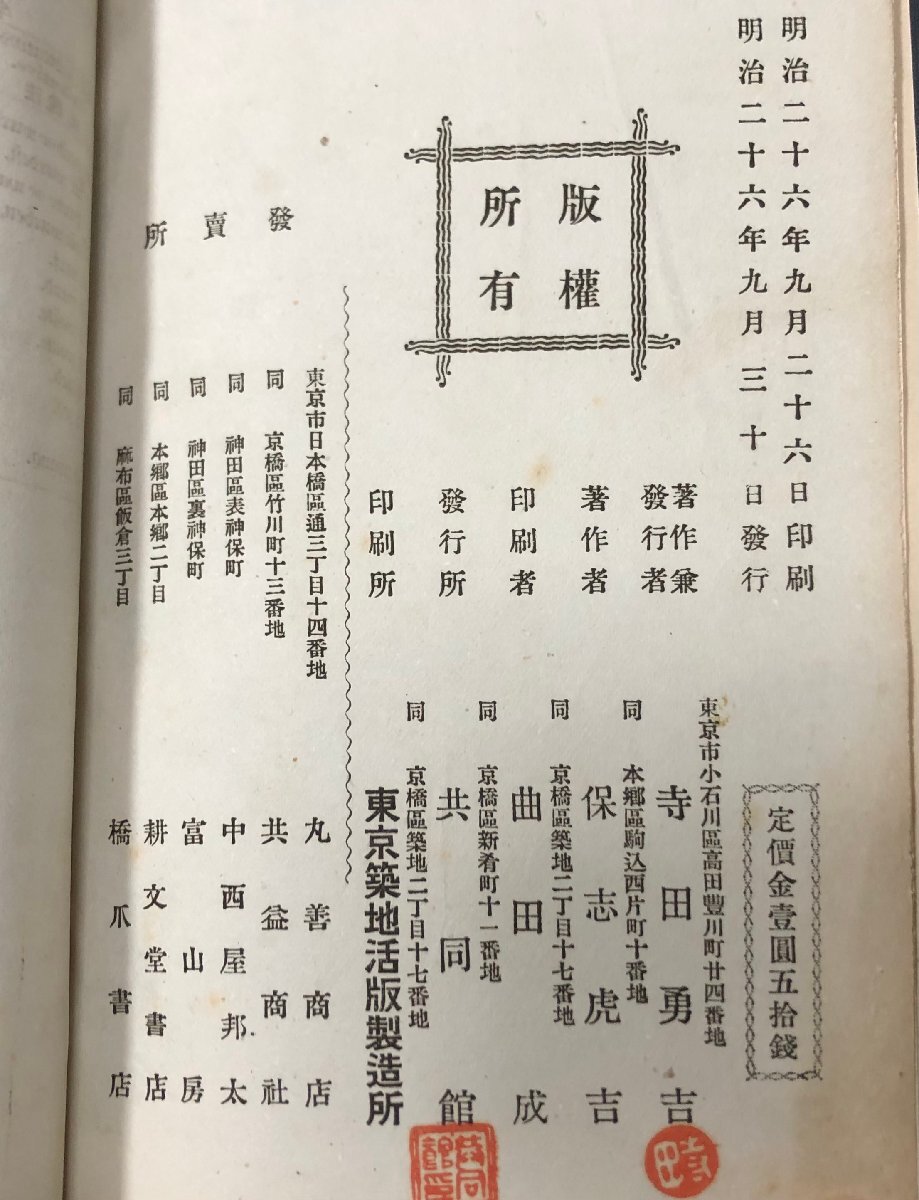 明治二十六年九月二十六日印刷
明治二十六年九月三十日發行
定價金壹圓五拾錢
版權
所有
東京市小石川區高田豐川町廿四番地
著作兼
發行者
寺田勇吉
同 本鄉區駒込西片町十番地
著作者 保志虎吉
同 京橋區築地二丁目十七番地
印刷者 曲田成
同 京橋區新肴町十一番地
發行所 共同館
同 京橋區築地二丁目十七番地
印刷所 東京築地活版製造所
發賣所
東京市日本橋區通三丁目十四番地 丸善商店
同 京橋區竹川町十三番地 共益商社
同 神田區表神保町 中西屋邦太
同 神田區裏神保町 富山房
同 本鄉區本鄉二丁目 耕文堂書店
同 麻布區飯倉三丁目 橋爪書店